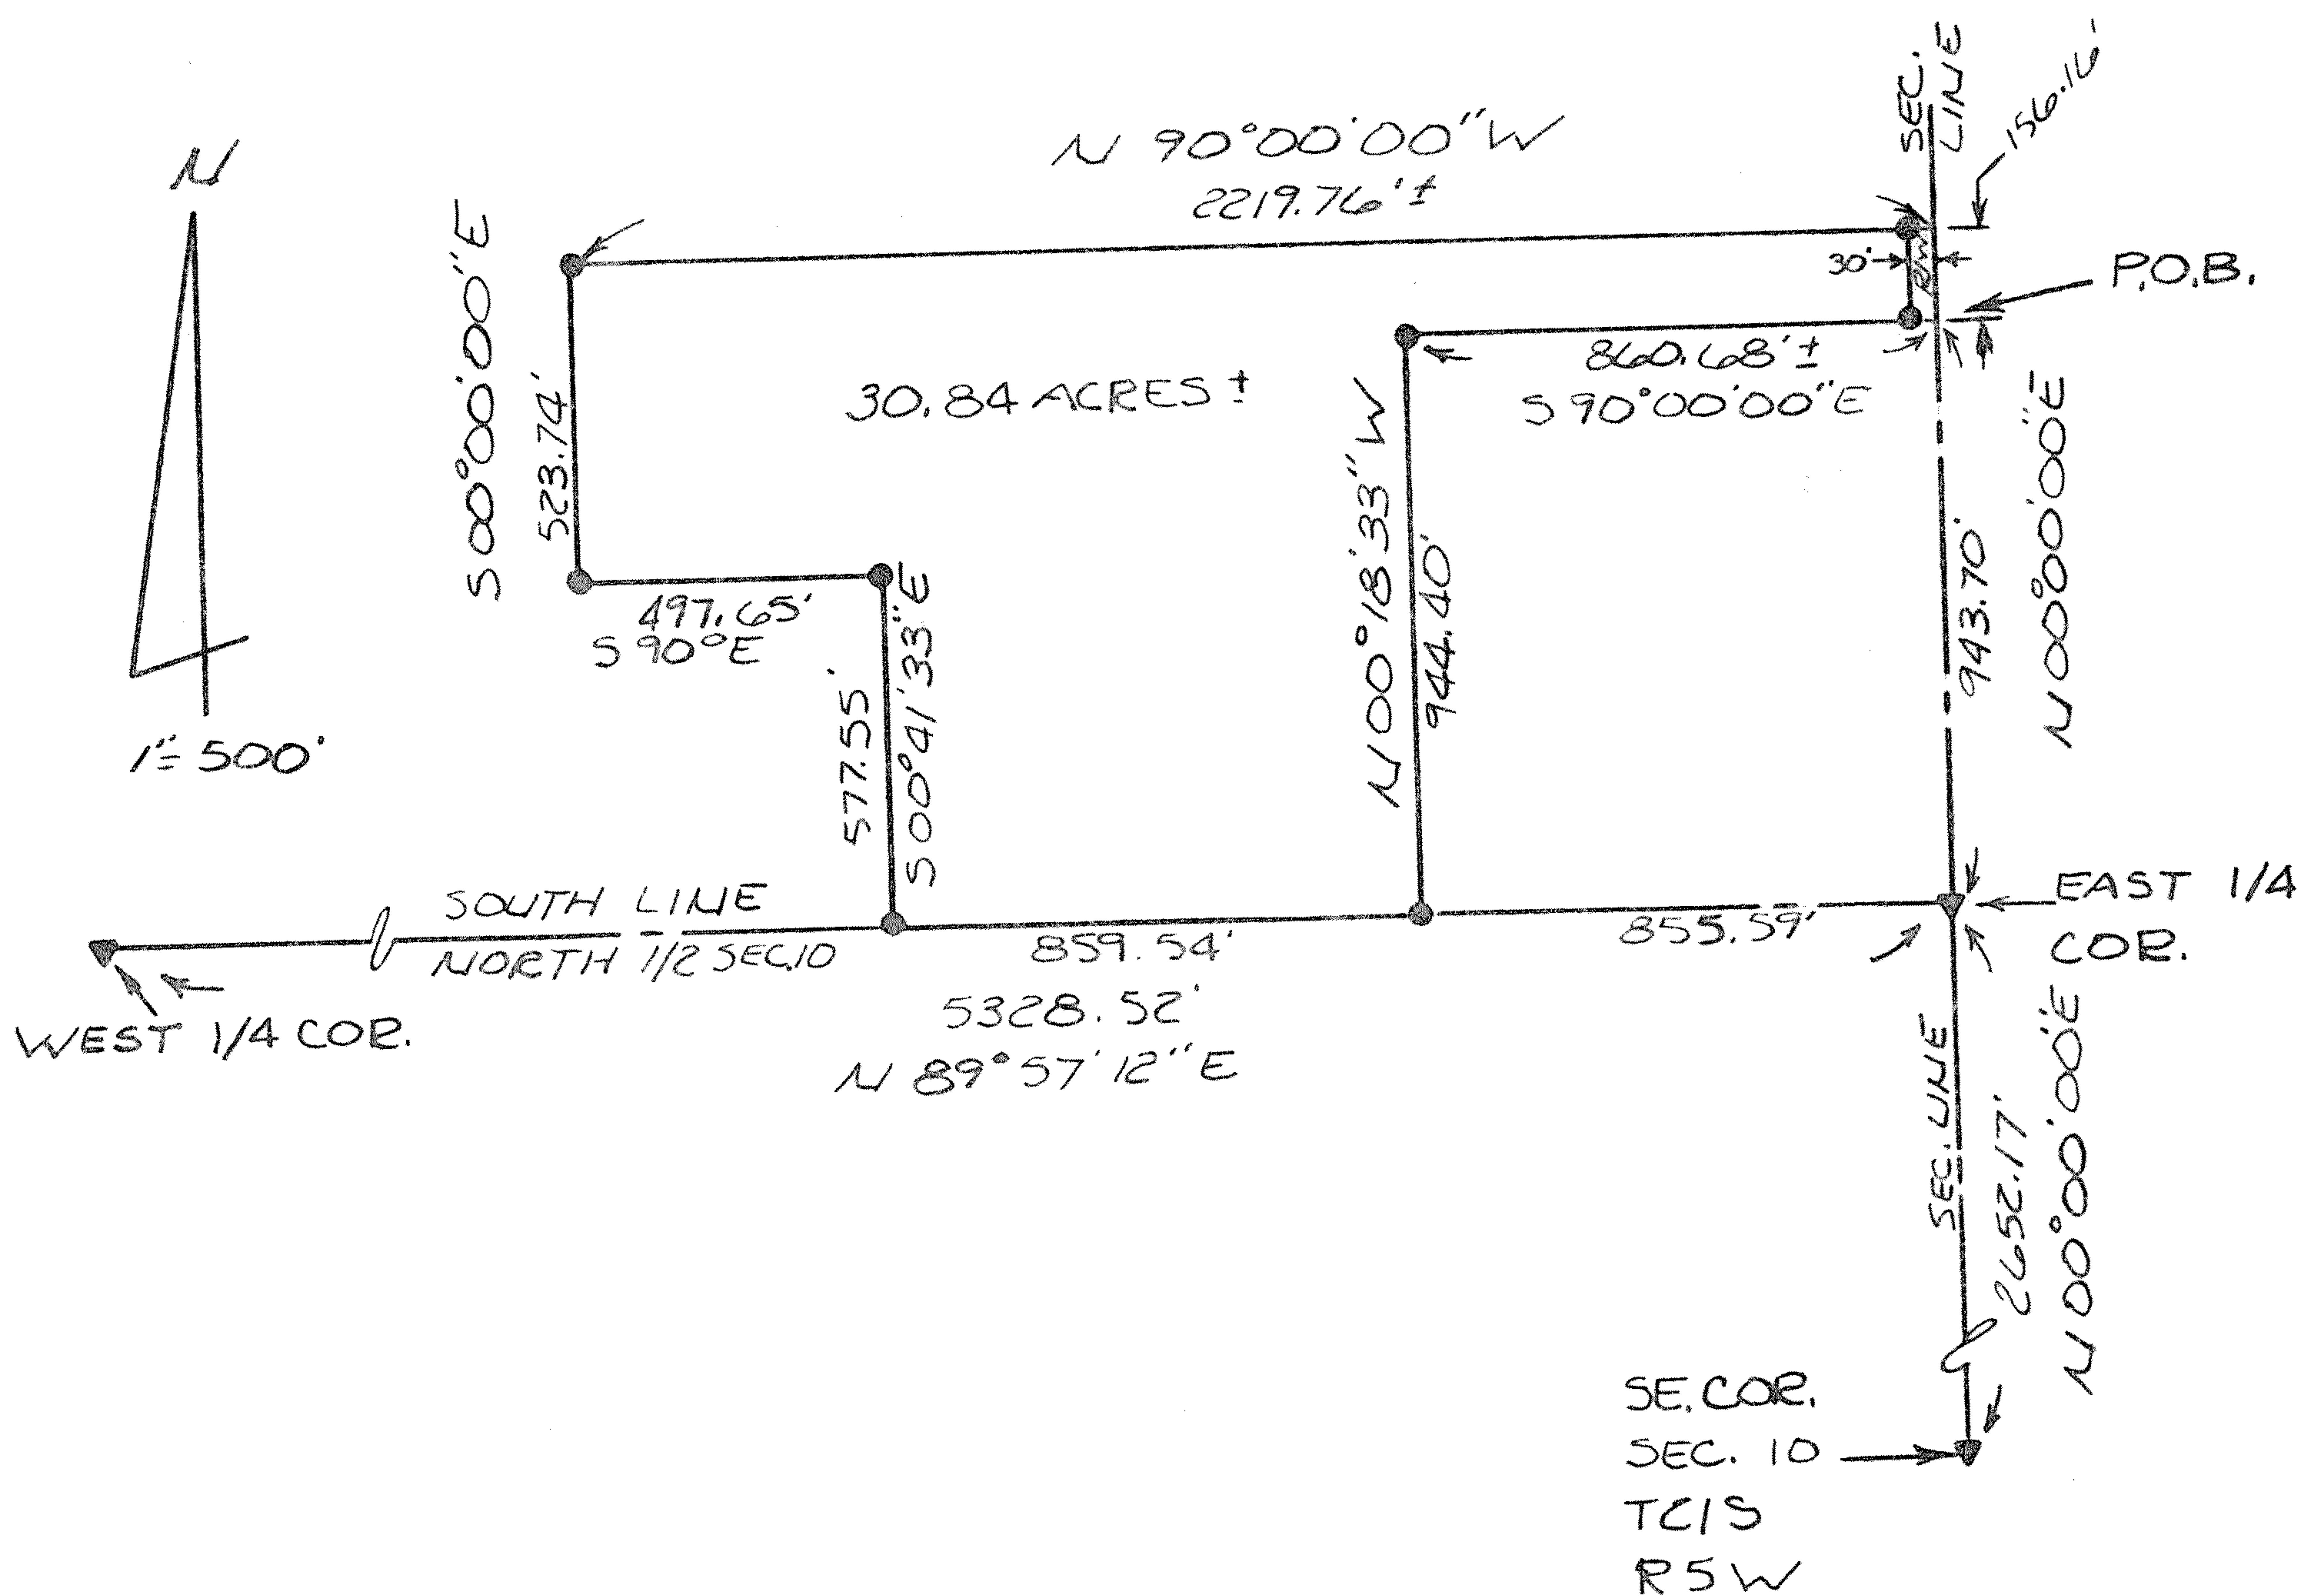 N
1"= 500'
N 90°00'00"W
2219.76'±
SEC.
LINE
156.16'
30'
R/W
P.O.B.
S 00°00'00"E
523.74'
30.84 ACRES ±
860.68'±
S 90°00'00"E
497.65'
S 90°E
577.55'
S 00°41'33"E
N 00°18'33"W
944.40'
943.70'
N 00°00'00"E
SOUTH LINE
NORTH 1/2 SEC.10
WEST 1/4 COR.
859.54'
5328.52'
N 89°57'12"E
855.59'
EAST 1/4
COR.
SEC. LINE
2652.17'
N 00°00'00"E
SE. COR.
SEC. 10
T21S
R5W